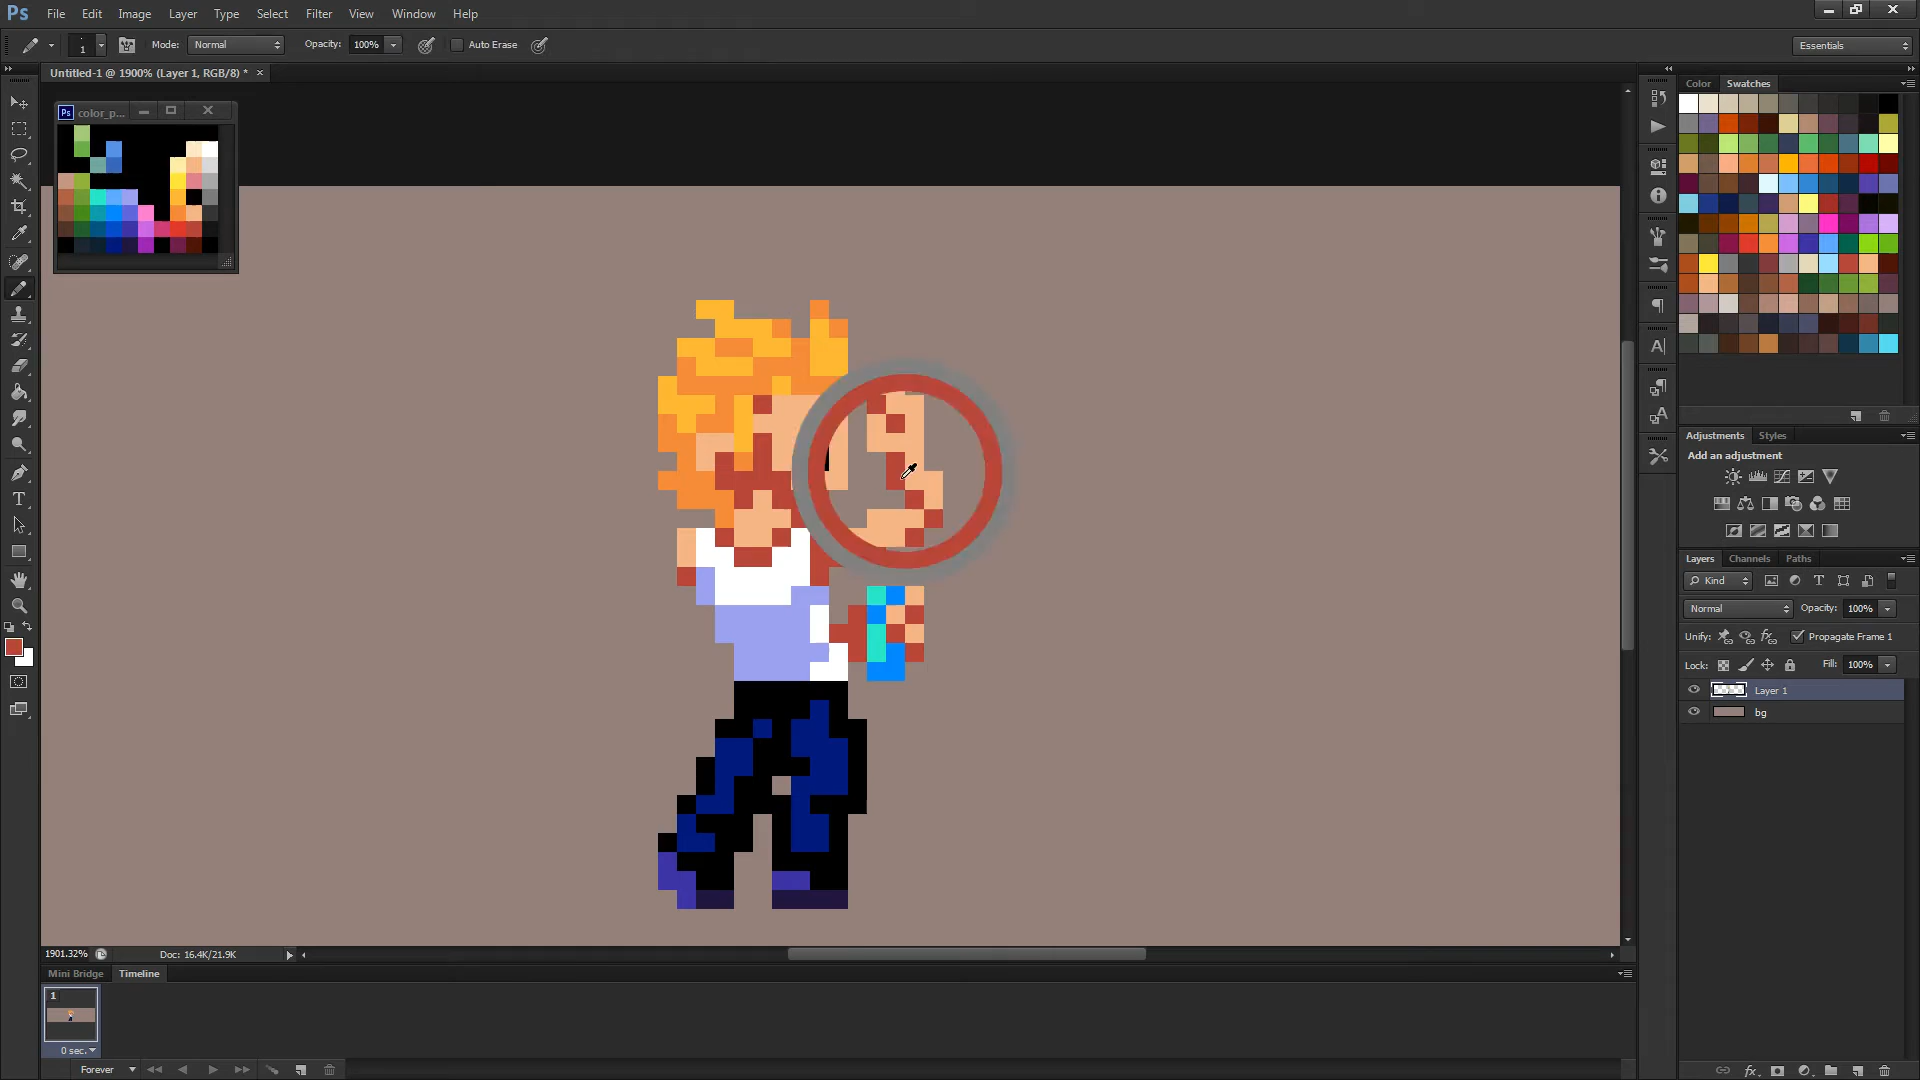 Ps File Edit Image Layer Type Select Filter 3D View Window Help
1 Mode: Normal Opacity: 100% Auto Erase Essentials
Untitled-1 @ 1900% (Layer 1, RGB/8) * ×
Color Swatches
Ps color_p...
Adjustments Styles
Add an adjustment
Layers Channels Paths
Kind
Normal Opacity: 100%
Unify: Propagate Frame 1
Lock: Fill: 100%
Layer 1
bg
1901.32% Doc: 16.4K/21.9K
Mini Bridge Timeline
1
0 sec.
Forever